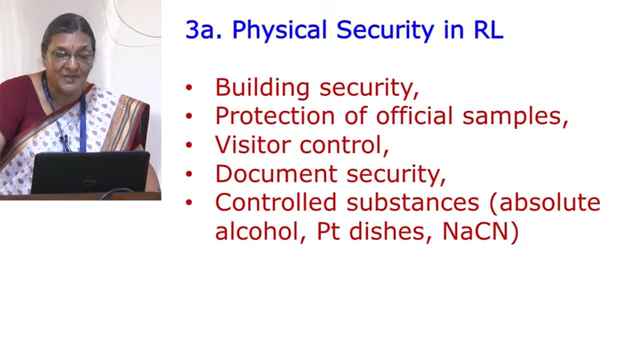 3a. Physical Security in RL
• Building security,
• Protection of official samples,
• Visitor control,
• Document security,
• Controlled substances (absolute
alcohol, Pt dishes, NaCN)